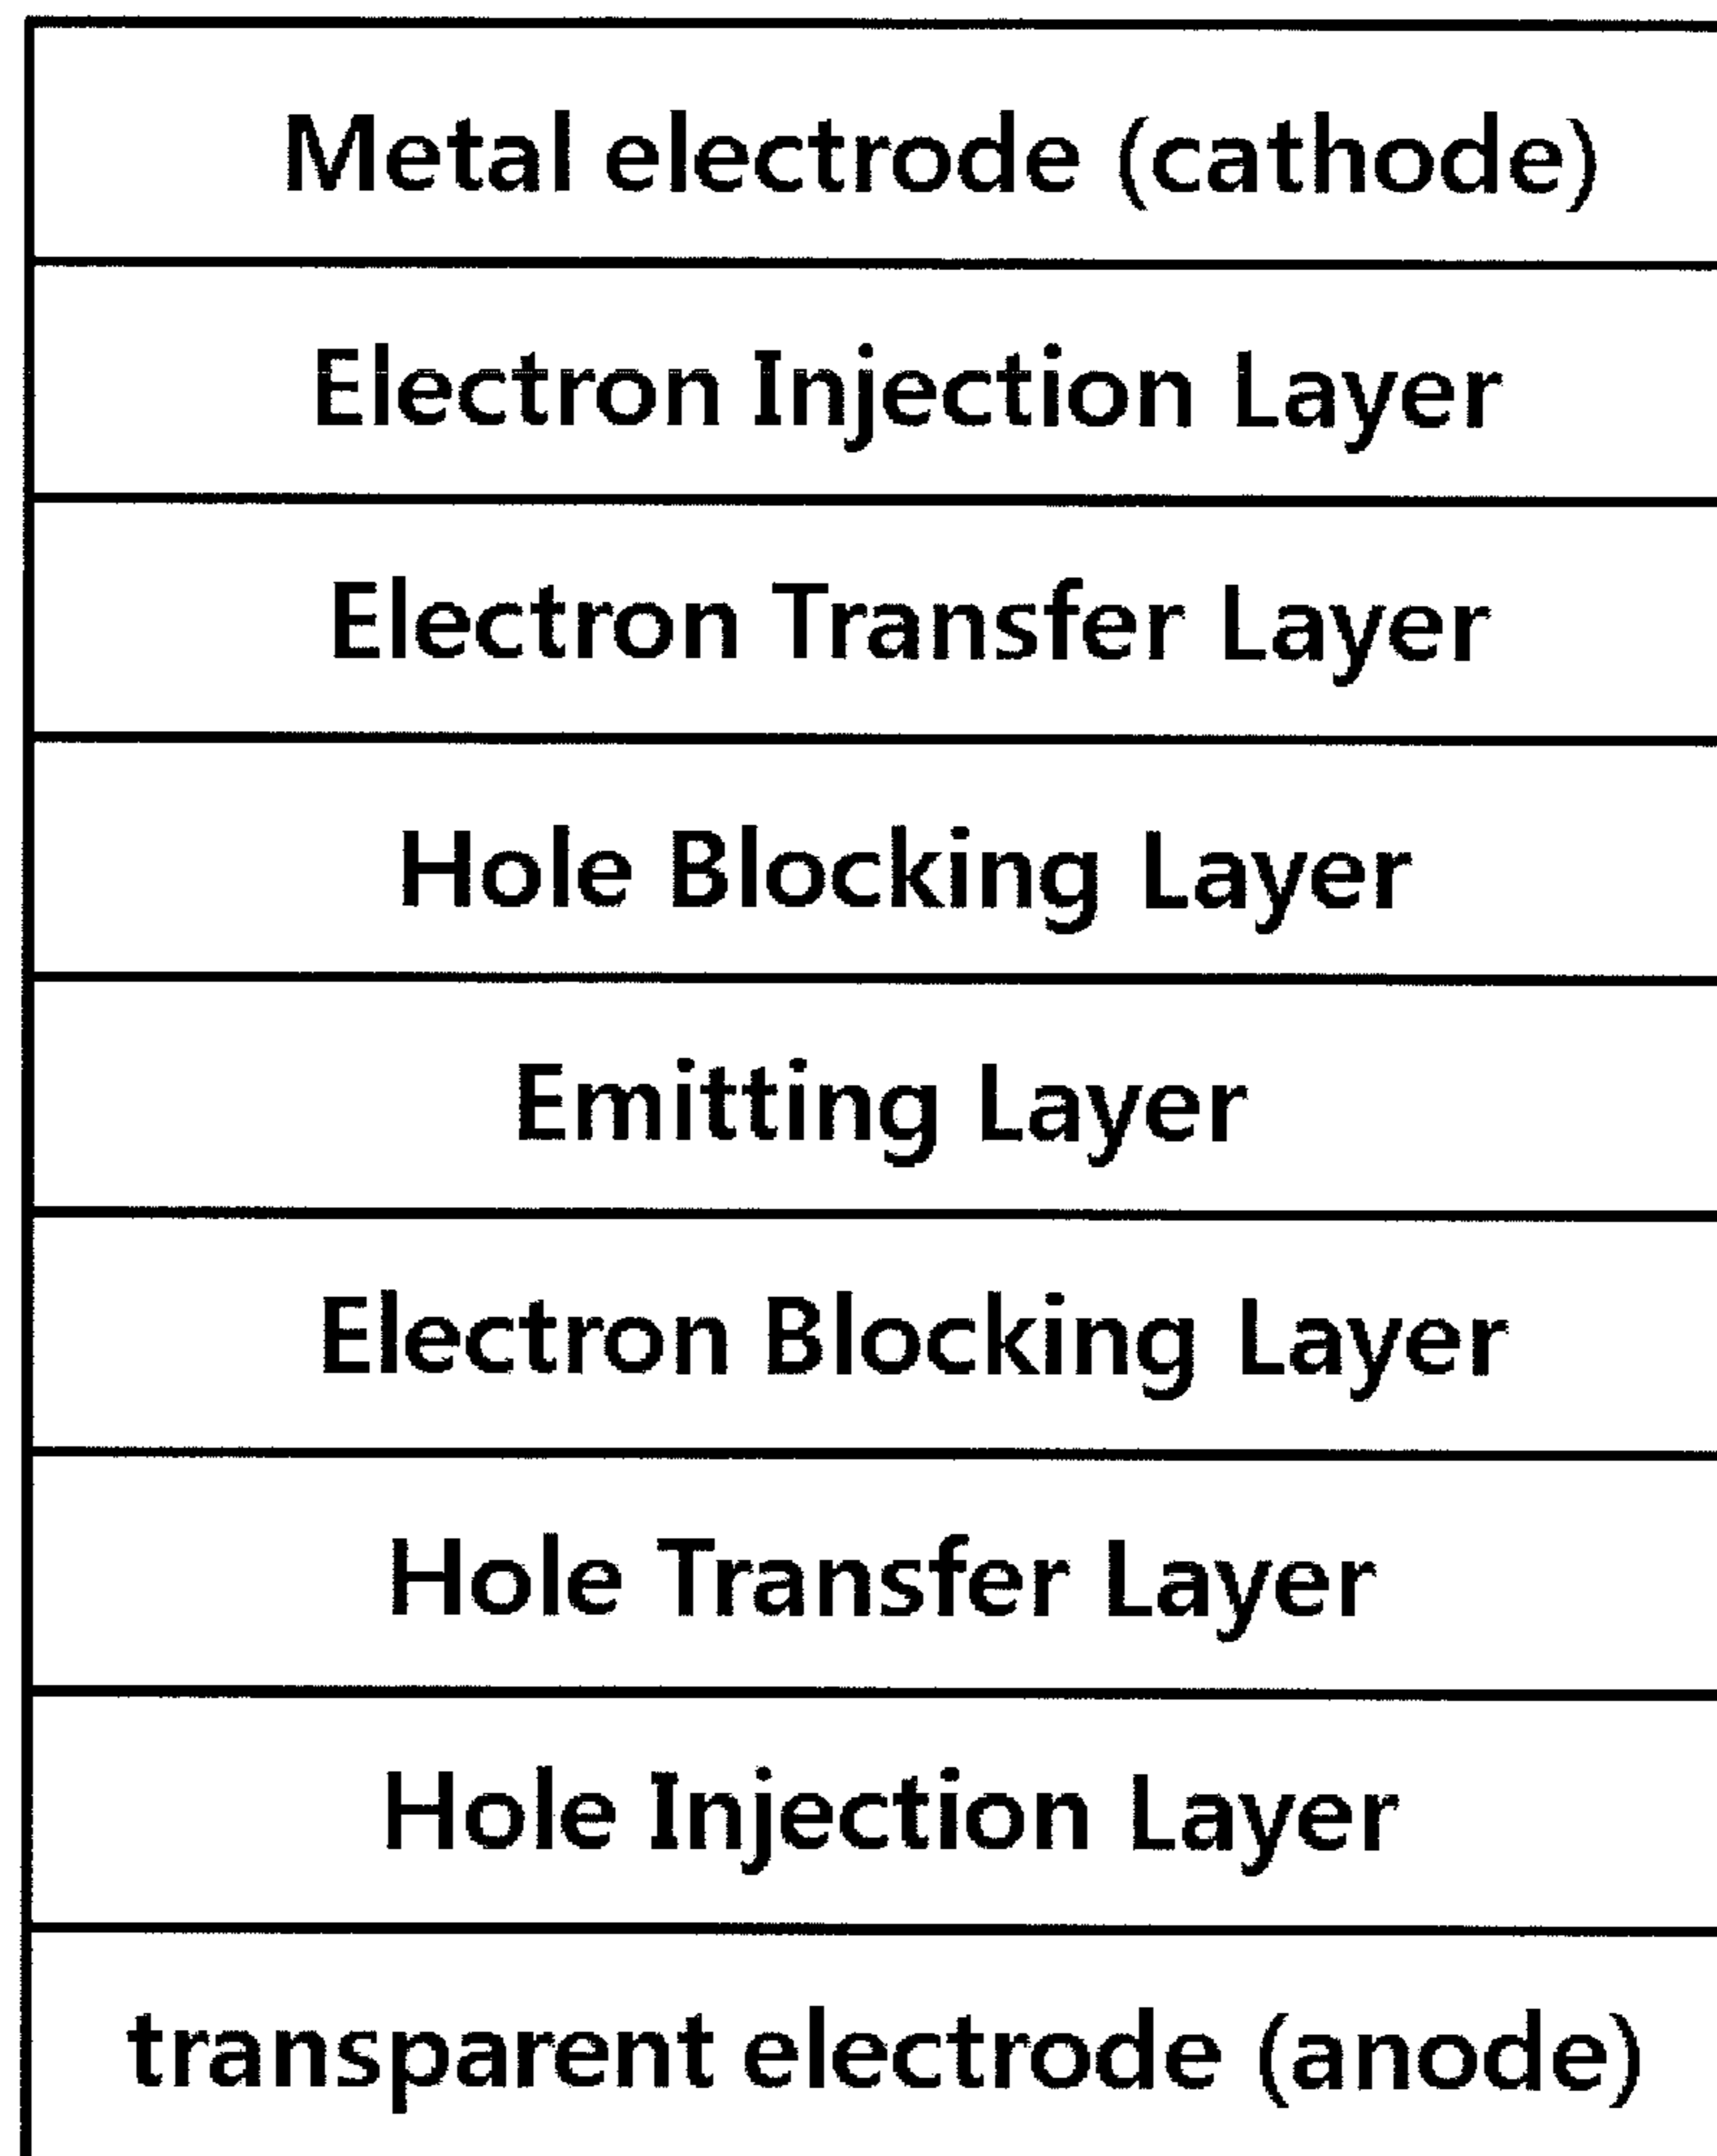 Metal electrode (cathode)
Electron Injection Layer
Electron Transfer Layer
Hole Blocking Layer
Emitting Layer
Electron Blocking Layer
Hole Transfer Layer
Hole Injection Layer
transparent electrode (anode)